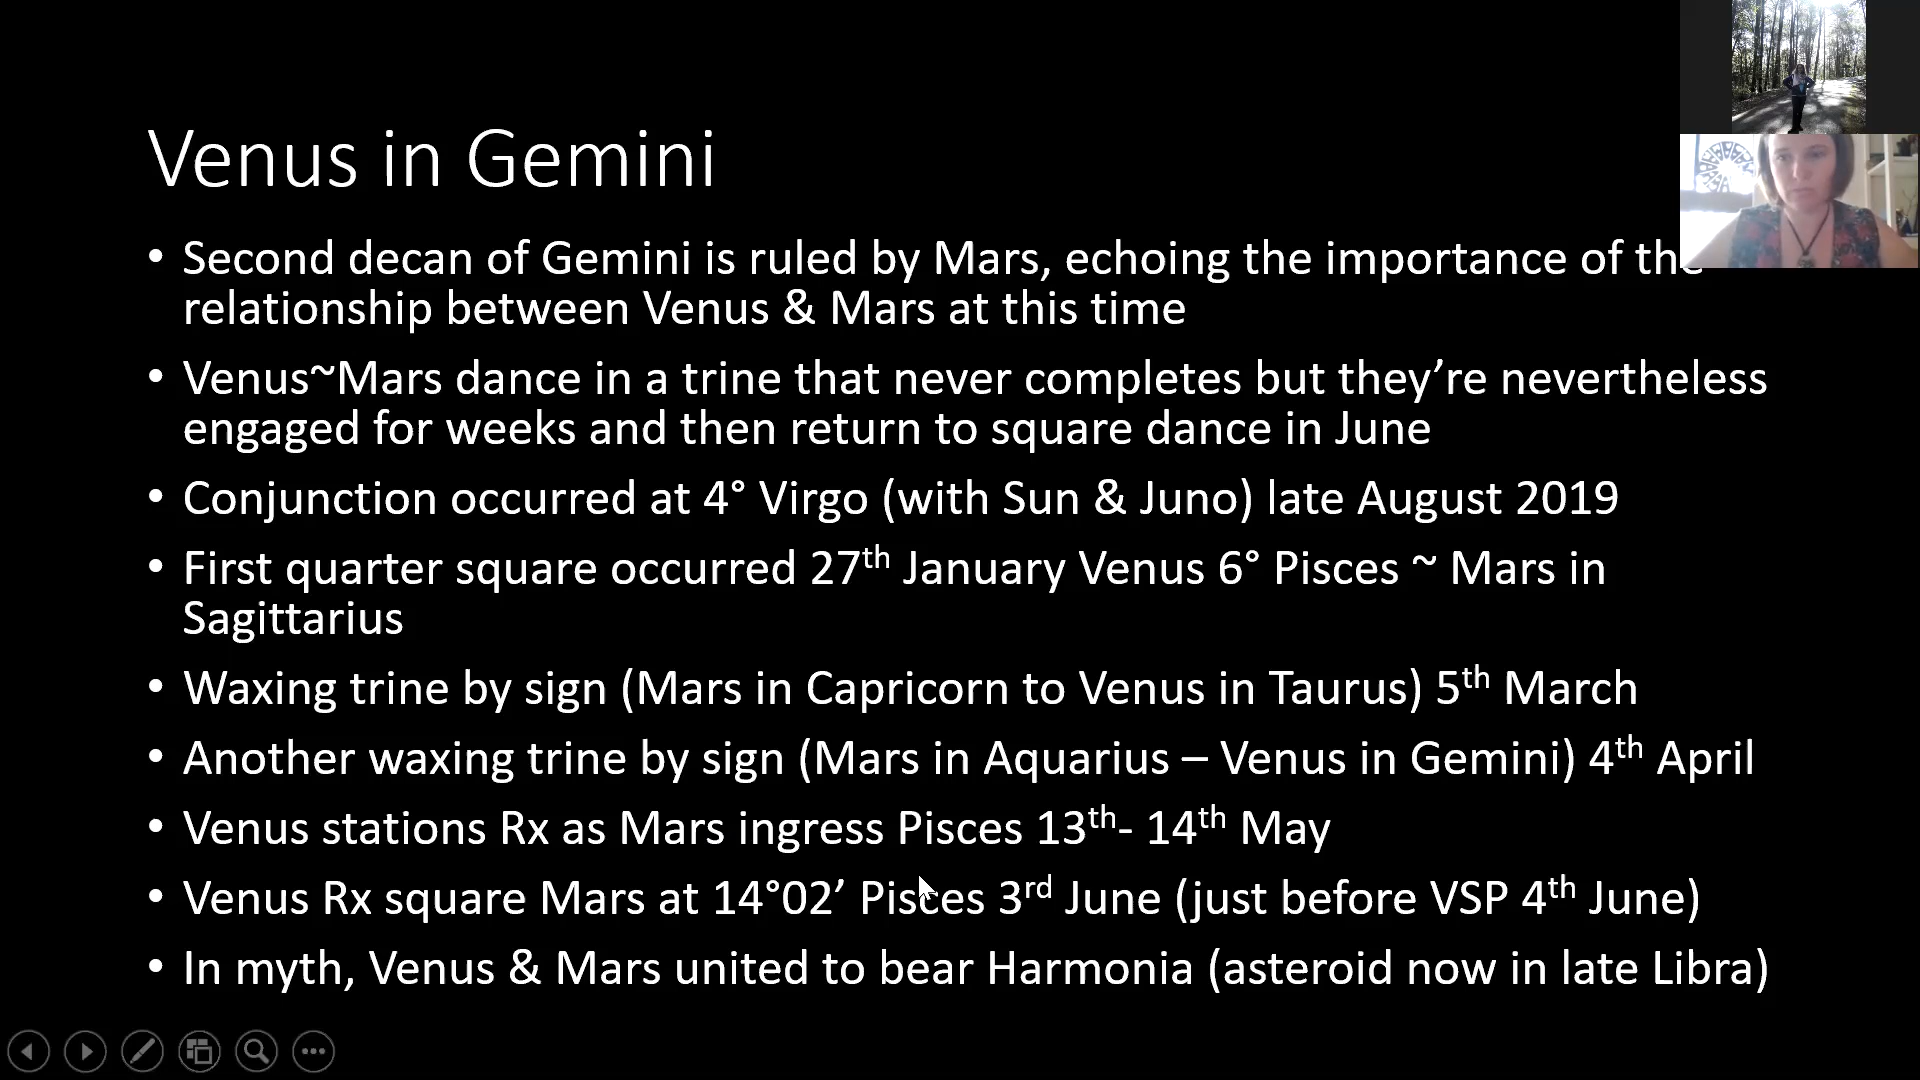 Venus in Gemini
• Second decan of Gemini is ruled by Mars, echoing the importance of the
relationship between Venus & Mars at this time
• Venus~Mars dance in a trine that never completes but they’re nevertheless
engaged for weeks and then return to square dance in June
• Conjunction occurred at 4° Virgo (with Sun & Juno) late August 2019
• First quarter square occurred 27th January Venus 6° Pisces ~ Mars in
Sagittarius
• Waxing trine by sign (Mars in Capricorn to Venus in Taurus) 5th March
• Another waxing trine by sign (Mars in Aquarius – Venus in Gemini) 4th April
• Venus stations Rx as Mars ingress Pisces 13th- 14th May
• Venus Rx square Mars at 14°02’ Pisces 3rd June (just before VSP 4th June)
• In myth, Venus & Mars united to bear Harmonia (asteroid now in late Libra)